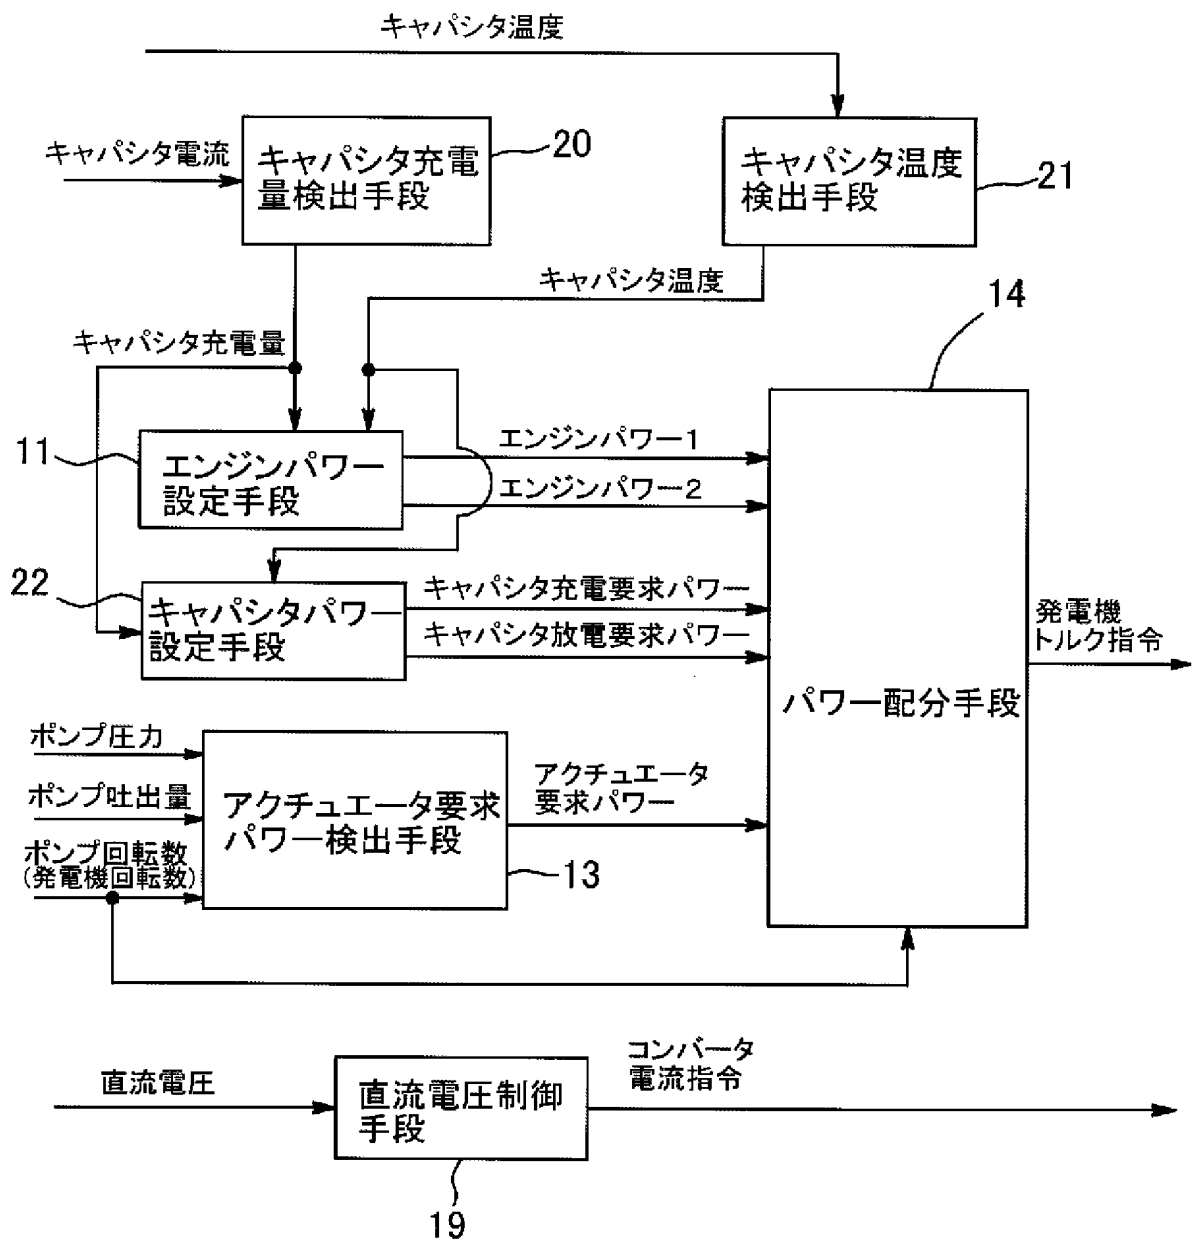 キャパシタ温度
キャパシタ電流
キャパシタ充電
量検出手段
20
キャパシタ温度
検出手段
21
キャパシタ温度
14
キャパシタ充電量
11
エンジンパワー
設定手段
エンジンパワー1
エンジンパワー2
22
キャパシタパワー
設定手段
キャパシタ充電要求パワー
キャパシタ放電要求パワー
発電機
トルク指令
パワー配分手段
ポンプ圧力
ポンプ吐出量
ポンプ回転数
(発電機回転数)
アクチュエータ要求
パワー検出手段
13
アクチュエータ
要求パワー
直流電圧
直流電圧制御
手段
19
コンバータ
電流指令